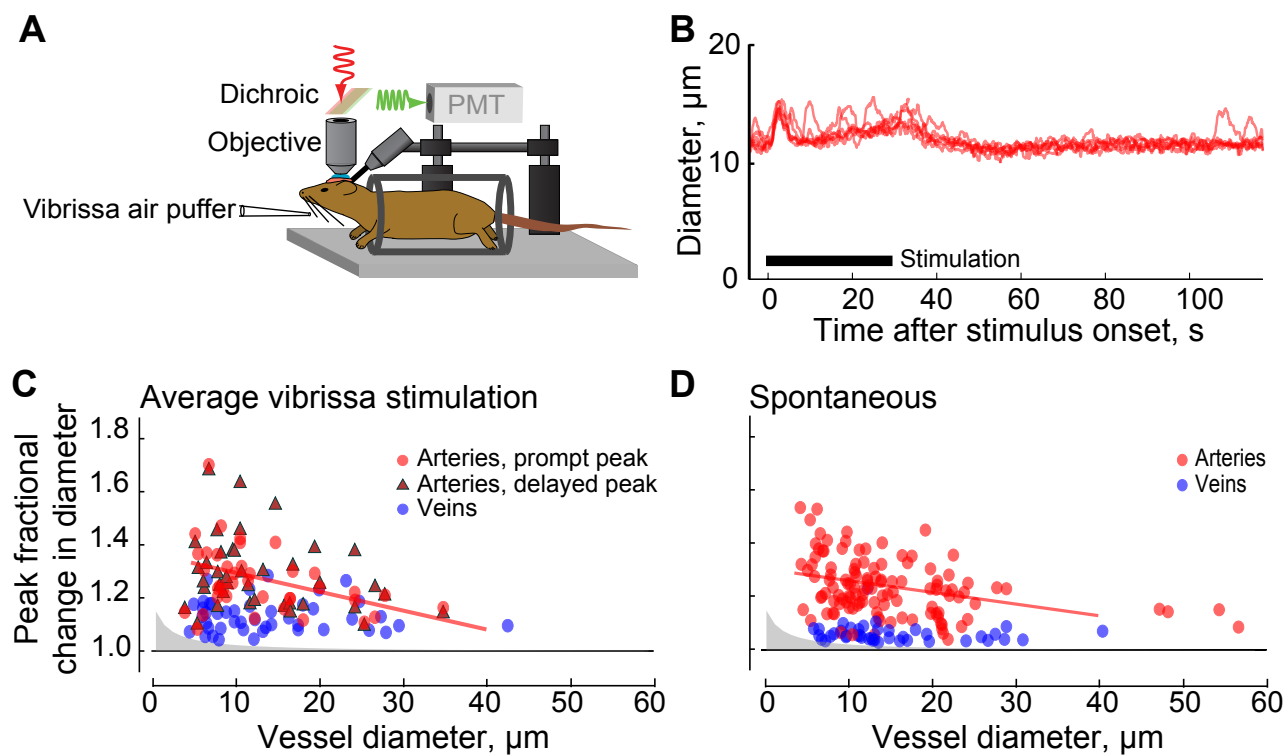 A
Dichroic
PMT
Objective
Vibrissa air puffer
B
Diameter, µm
20
10
0
Stimulation
0 20 40 60 80 100
Time after stimulus onset, s
C
Average vibrissa stimulation
Peak fractional
change in diameter
1.8
1.6
1.4
1.2
1.0
Arteries, prompt peak
Arteries, delayed peak
Veins
0 10 20 30 40 50 60
Vessel diameter, µm
D
Spontaneous
Arteries
Veins
0 10 20 30 40 50 60
Vessel diameter, µm